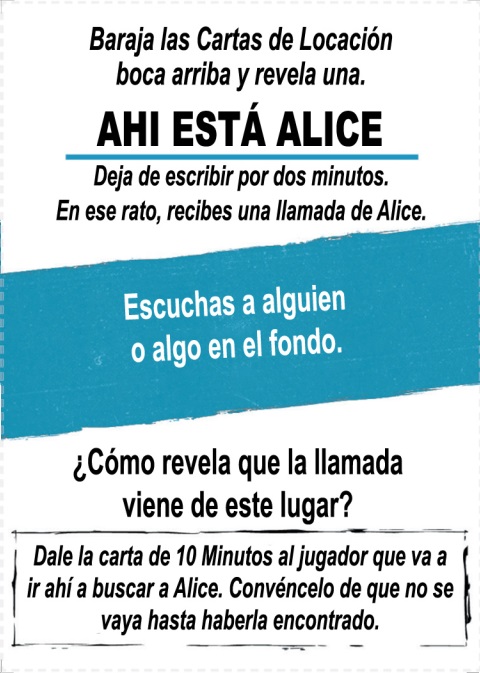 Baraja las Cartas de Locación
boca arriba y revela una.
AHI ESTÁ ALICE
Deja de escribir por dos minutos.
En ese rato, recibes una llamada de Alice.
Escuchas a alguien
o algo en el fondo.
¿Cómo revela que la llamada
viene de este lugar?
Dale la carta de 10 Minutos al jugador que va a
ir ahí a buscar a Alice. Convéncelo de que no se
vaya hasta haberla encontrado.